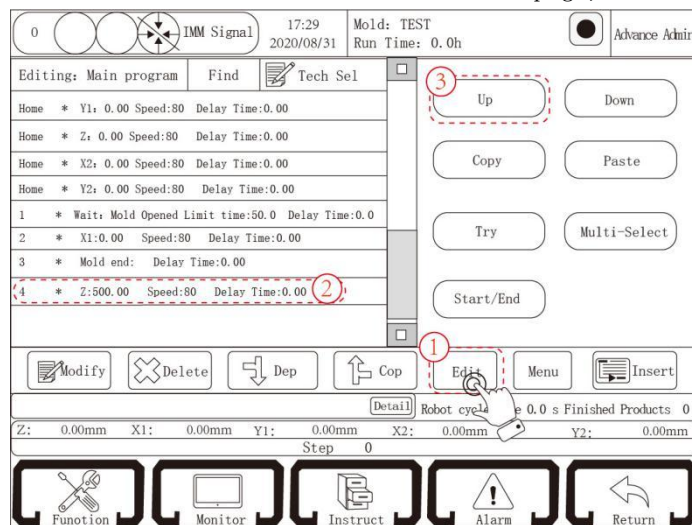 0 IMM Signal 17:29 2020/08/31 Mold: TEST Run Time: 0.0h Advance Admin
Editing: Main program Find Tech Sel
Home * Y1: 0.00 Speed:80 Delay Time:0.00
Home * Z: 0.00 Speed:80 Delay Time:0.00
Home * X2: 0.00 Speed:80 Delay Time:0.00
Home * Y2: 0.00 Speed:80 Delay Time:0.00
1 * Wait: Mold Opened Limit time:50.0 Delay Time:0.0
2 * X1:0.00 Speed:80 Delay Time:0.00
3 * Mold end: Delay Time:0.00
4 * Z:500.00 Speed:80 Delay Time:0.00 2
3
Up Down
Copy Paste
Try Multi-Select
Start/End
1
Modify Delete Dep Cop Edit Menu Insert
Detail Robot cycle 0.0 s Finished Products 0
Z: 0.00mm X1: 0.00mm Y1: 0.00mm X2: 0.00mm Y2: 0.00mm
Step 0
Funotion Monitor Instruct Alarm Return